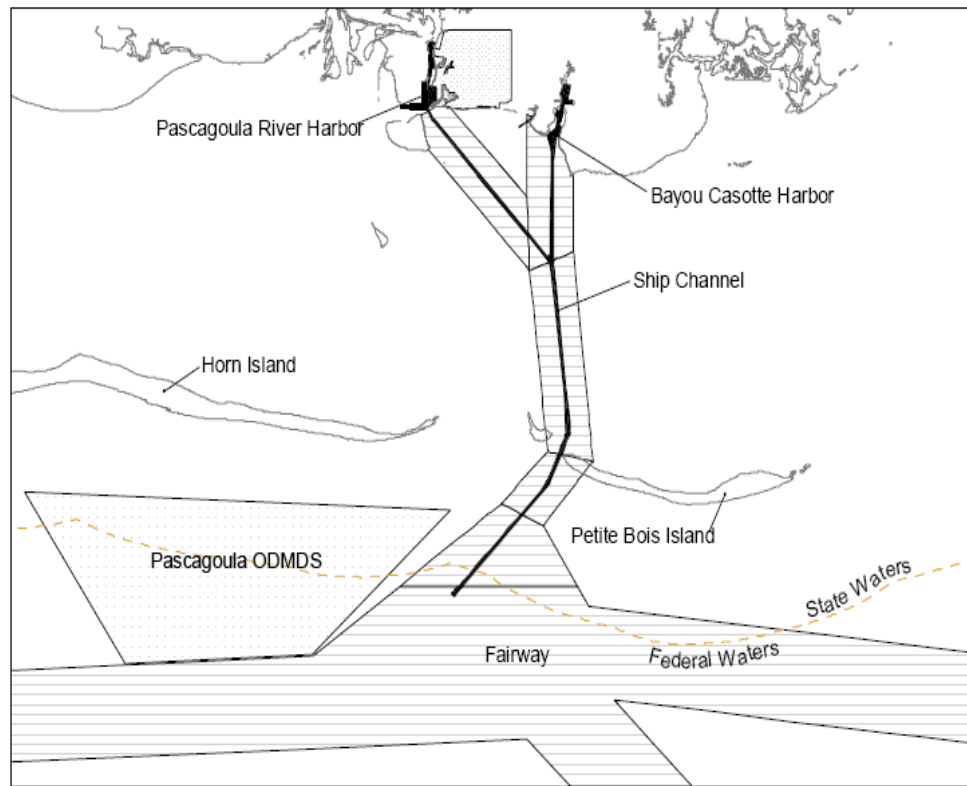 Pascagoula River Harbor
Bayou Casotte Harbor
Ship Channel
Horn Island
Petite Bois Island
Pascagoula ODMDS
State Waters
Federal Waters
Fairway